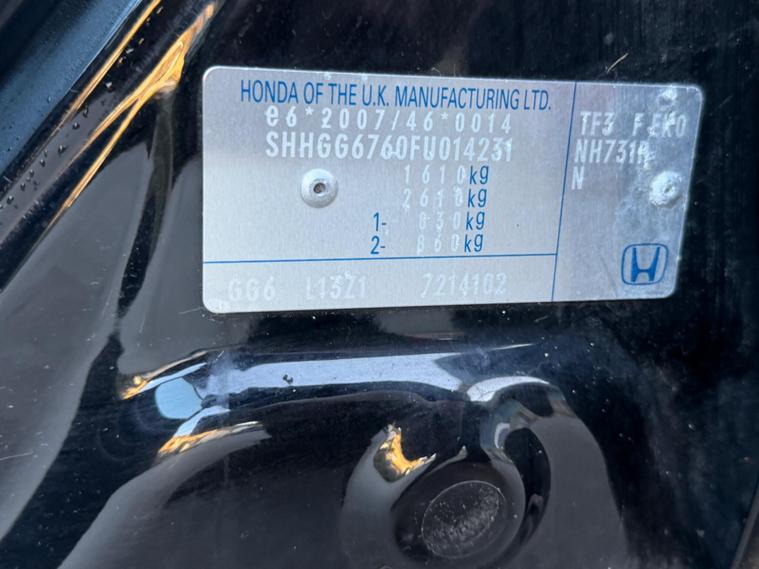 HONDA OF THE U.K. MANUFACTURING LTD.
e6*2007/46*0014
SHHGG6760FU014231
1610kg
2610kg
1- 830kg
2- 860kg
GG6 L13Z1 7214102
TF3
N